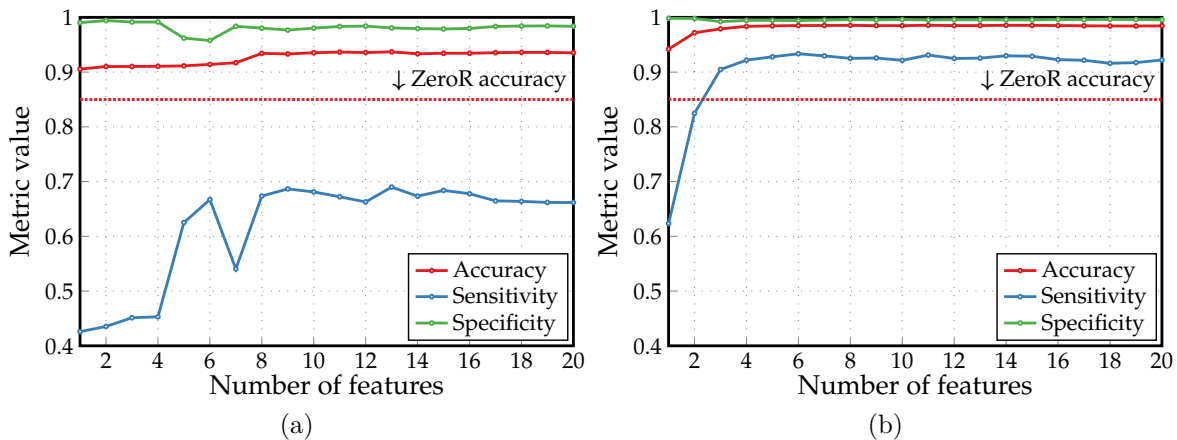 1
0.9
0.8
0.7
0.6
0.5
0.4
Metric value
↓ ZeroR accuracy
Accuracy
Sensitivity
Specificity
2 4 6 8 10 12 14 16 18 20
Number of features
(a)
1
0.9
0.8
0.7
0.6
0.5
0.4
Metric value
↓ ZeroR accuracy
Accuracy
Sensitivity
Specificity
2 4 6 8 10 12 14 16 18 20
Number of features
(b)